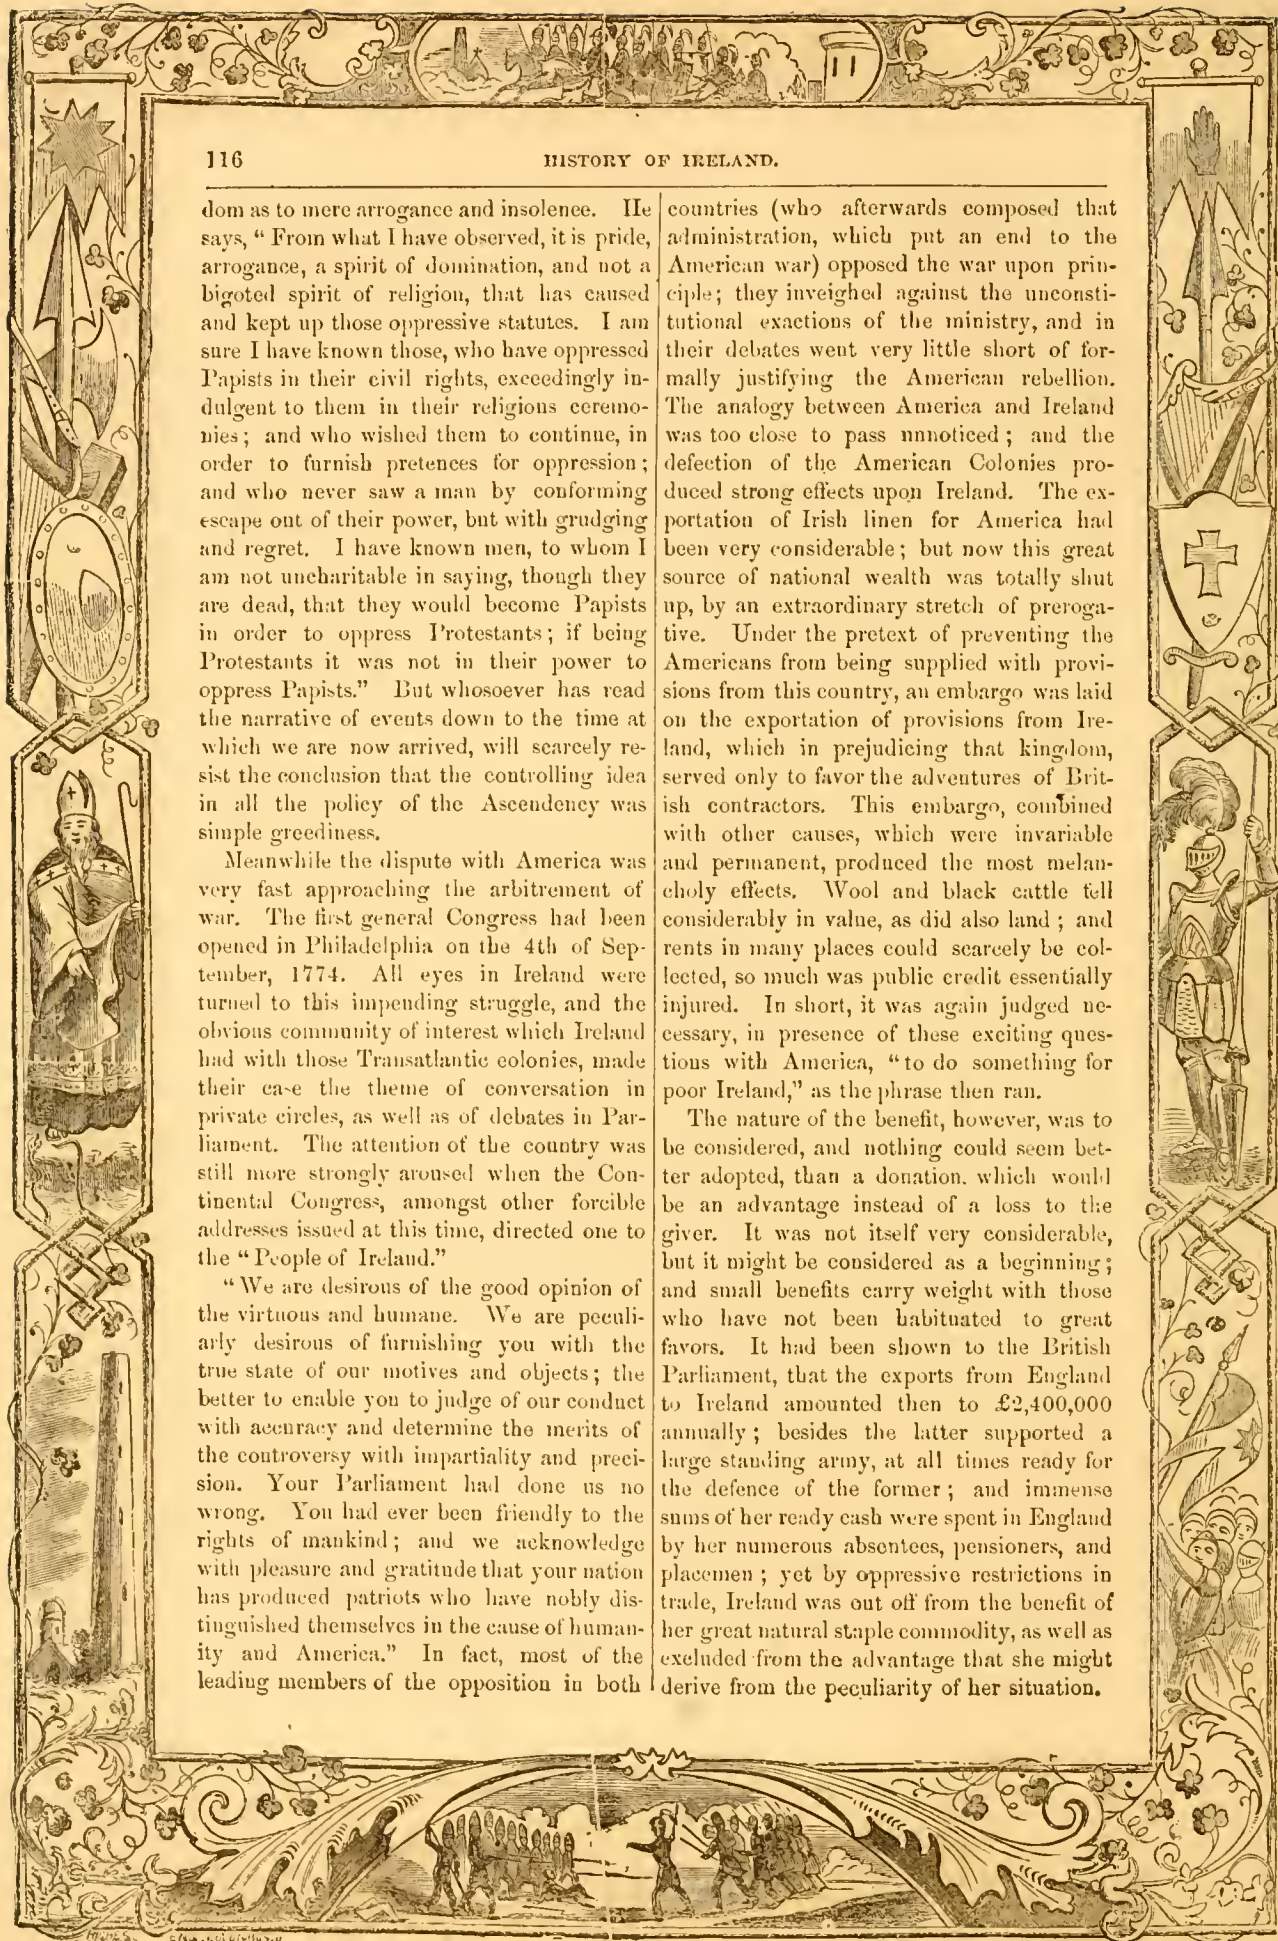 116
HISTORY OF IRELAND.
dom as to mere arrogance and insolence. He
says, “ From what I have observed, it is pride,
arrogance, a spirit of domination, and not a
bigoted spirit of religion, that has caused
and kept up those oppressive statutes. I am
sure I have known those, who have oppressed
Papists in their civil rights, exceedingly in-
dulgent to them in their religions ceremo-
nies ; and who wished them to continue, in
order to furnish pretences for oppression ;
and who never saw a man by conforming
escape out of their power, but with grudging
and regret. I have known men, to whom I
am not uncharitable in saying, though they
are dead, that they would become Papists
in order to oppress Protestants ; if being
Protestants it was not in their power to
oppress Papists.” But whosoever has read
the narrative of events down to the time at
which we are now arrived, will scarcely re-
sist the conclusion that the controlling idea
in all the policy of the Ascendency was
simple greediness.
Meanwhile the dispute with America was
very fast approaching the arbitrement of
war. The first general Congress had been
opened in Philadelphia on the 4th of Sep-
tember, 1774. All eyes in Ireland were
turned to this impending struggle, and the
obvious community of interest which Ireland
had with those Transatlantic colonies, made
their case the theme of conversation in
private circles, as well as of debates in Par-
liament. The attention of the country was
still more strongly aroused when the Con-
tinental Congress, amongst other forcible
addresses issued at this time, directed one to
the “ People of Ireland.”
“ We are desirous of the good opinion of
the virtuous and humane. We are peculi-
arly desirous of furnishing you with the
true state of our motives and objects ; the
better to enable you to judge of our conduct
with accuracy and determine the merits of
the controversy with impartiality and preci-
sion. Your Parliament had done us no
wrong. You had ever been friendly to the
rights of mankind ; and we acknowledge
with pleasure and gratitude that your nation
has produced patriots who have nobly dis-
tinguished themselves in the cause of human-
ity and America.” In fact, most of the
leading members of the opposition in both
countries (who afterwards composed that
administration, which put an end to the
American war) opposed the war upon prin-
ciple ; they inveighed against the unconsti-
tutional exactions of the ministry, and in
their debates went very little short of for-
mally justifying the American rebellion.
The analogy between America and Ireland
was too close to pass nnnoticed ; and the
defection of the American Colonies pro-
duced strong effects upon Ireland. The ex-
portation of Irish linen for America had
been very considerable ; but now this great
source of national wealth was totally shut
up, by an extraordinary stretch of preroga-
tive. Under the pretext of preventing the
Americans from being supplied with provi-
sions from this country, an embargo was laid
on the exportation of provisions from Ire-
land, which in prejudicing that kingdom,
served only to favor the adventures of Brit-
ish contractors. This embargo, combined
with other causes, which were invariable
and permanent, produced the most melan-
choly effects. Wool and black cattle fell
considerably in value, as did also land ; and
rents in many places could scarcely be col-
lected, so much was public credit essentially
injured. In short, it was again judged ne-
cessary, in presence of these exciting ques-
tions with America, “ to do something for
poor Ireland,” as the phrase then ran.
The nature of the benefit, however, was to
be considered, and nothing could seem bet-
ter adopted, than a donation. which would
be an advantage instead of a loss to the
giver. It was not itself very considerable,
but it might be considered as a beginning ;
and small benefits carry weight with those
who have not been habituated to great
favors. It had been shown to the British
Parliament, that the exports from England
to Ireland amounted then to £2,400,000
annually ; besides the latter supported a
large standing army, at all times ready for
the defence of the former ; and immense
sums of her ready cash were spent in England
by her numerous absentees, pensioners, and
placemen ; yet by oppressive restrictions in
trade, Ireland was out off from the benefit of
her great natural staple commodity, as well as
excluded from the advantage that she might
derive from the peculiarity of her situation.